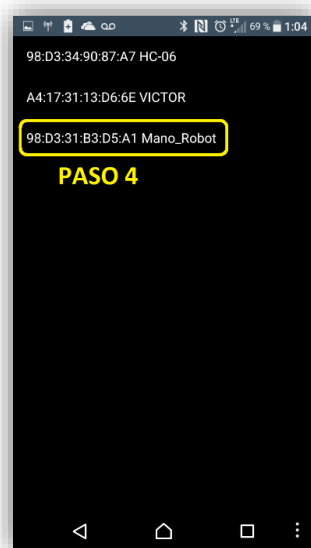 LTE 69 % 1:04
98:D3:34:90:87:A7 HC-06
A4:17:31:13:D6:6E VICTOR
98:D3:31:B3:D5:A1 Mano_Robot
PASO 4